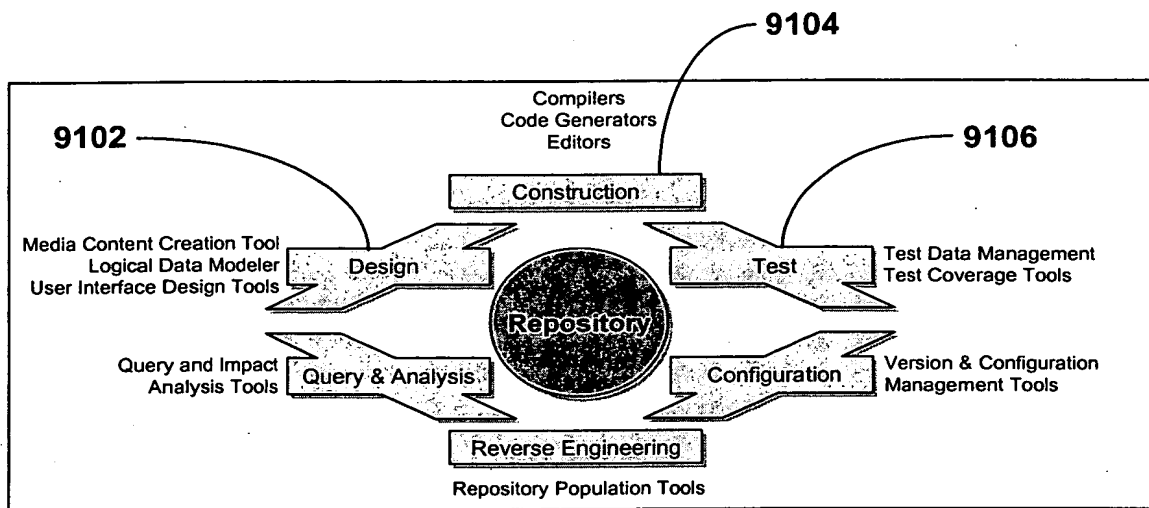 9104
Compilers
Code Generators
Editors
9102
9106
Construction
Media Content Creation Tool
Logical Data Modeler
User Interface Design Tools
Design
Test
Test Data Management
Test Coverage Tools
Repository
Query and Impact
Analysis Tools
Query & Analysis
Configuration
Version & Configuration
Management Tools
Reverse Engineering
Repository Population Tools